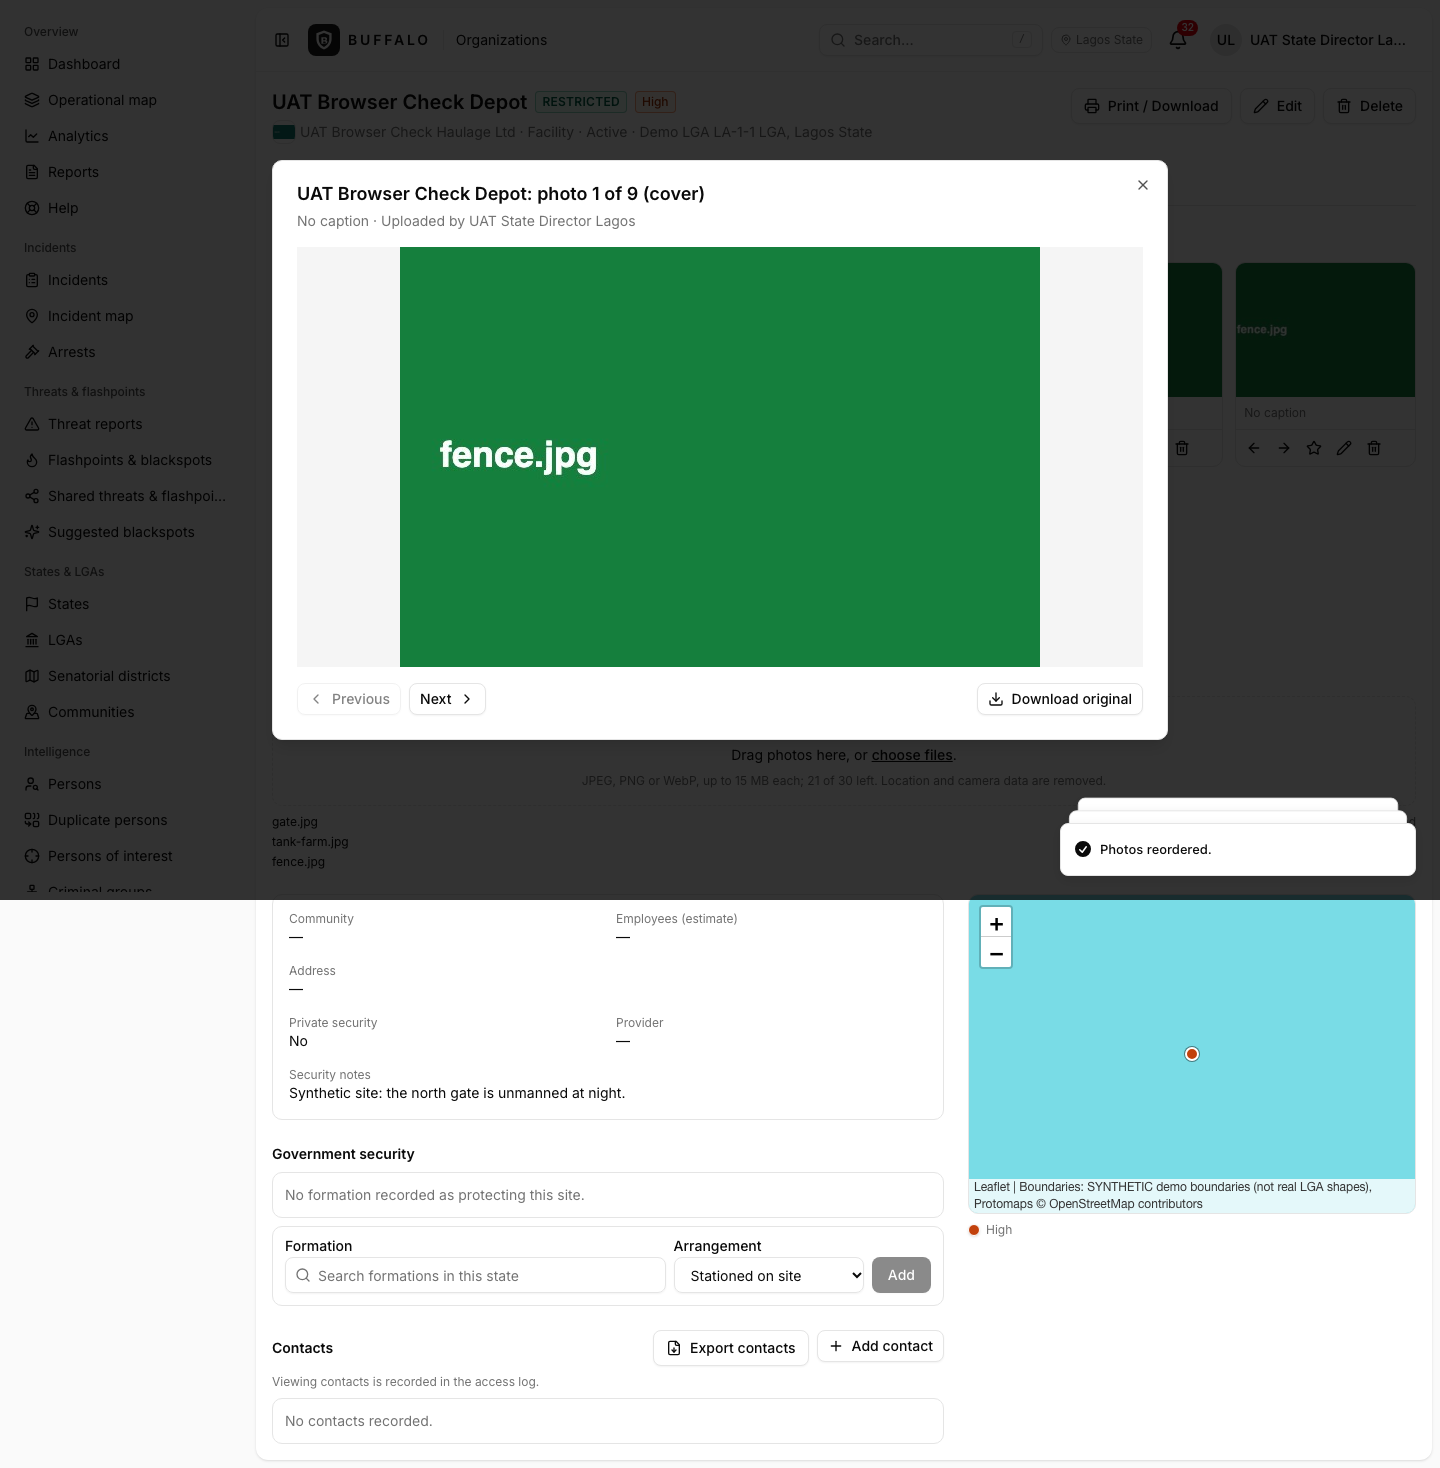 Overview
Dashboard
Operational map
Analytics
Reports
Help
Incidents
Incidents
Incident map
Arrests
Threats & flashpoints
Threat reports
Flashpoints & blackspots
Shared threats & flashpoi...
Suggested blackspots
States & LGAs
States
LGAs
Senatorial districts
Communities
Intelligence
Persons
Duplicate persons
Persons of interest
BUFFALO
Organizations
Search...
/
Lagos State
32
UL
UAT State Director La...
UAT Browser Check Depot
RESTRICTED
High
Print / Download
Edit
Delete
UAT Browser Check Haulage Ltd · Facility · Active · Demo LGA LA-1-1 LGA, Lagos State
UAT Browser Check Depot: photo 1 of 9 (cover)
No caption · Uploaded by UAT State Director Lagos
fence.jpg
Previous
Next
Download original
fence.jpg
No caption
Drag photos here, or choose files.
JPEG, PNG or WebP, up to 15 MB each; 21 of 30 left. Location and camera data are removed.
gate.jpg
tank-farm.jpg
fence.jpg
Photos reordered.
Community
—
Employees (estimate)
—
Address
—
Private security
No
Provider
—
Security notes
Synthetic site: the north gate is unmanned at night.
+
−
Leaflet | Boundaries: SYNTHETIC demo boundaries (not real LGA shapes),
Protomaps © OpenStreetMap contributors
High
Government security
No formation recorded as protecting this site.
Formation
Search formations in this state
Arrangement
Stationed on site
Add
Contacts
Export contacts
Add contact
Viewing contacts is recorded in the access log.
No contacts recorded.